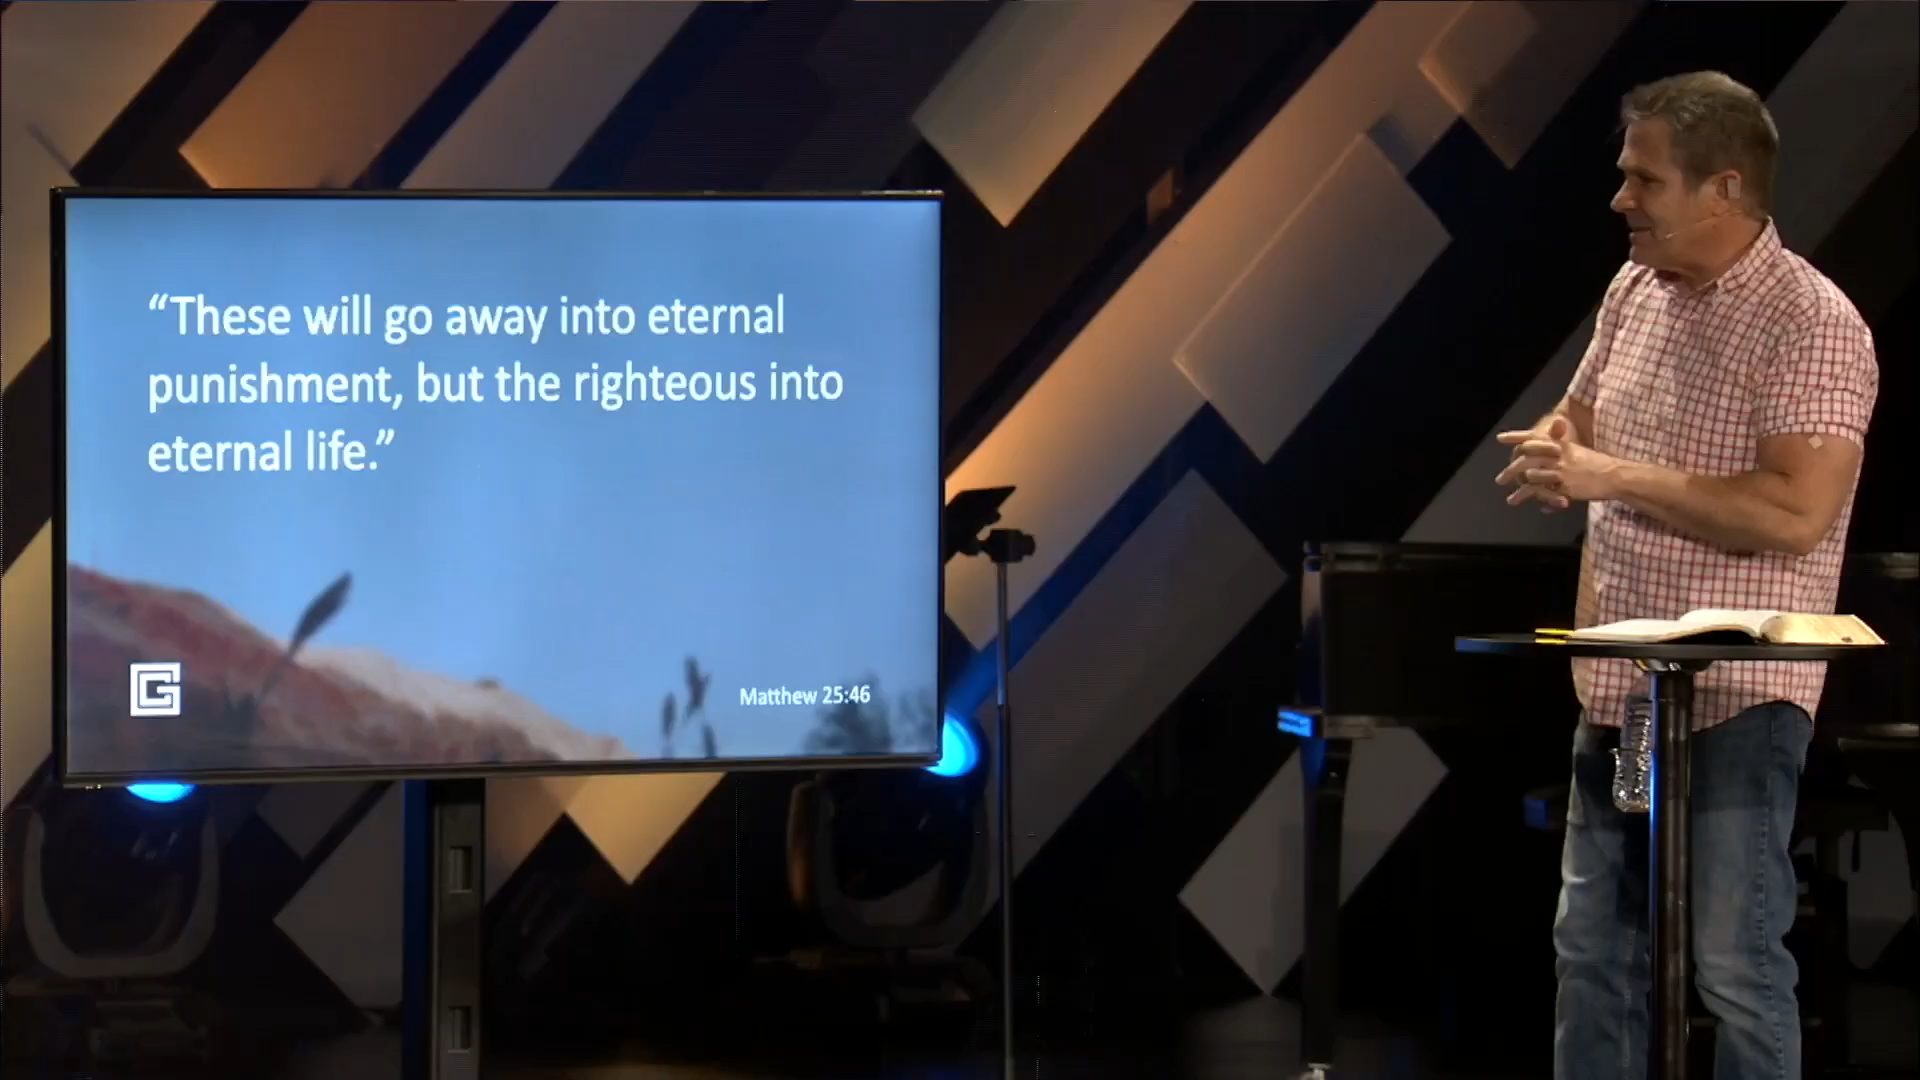 “These will go away into eternal
punishment, but the righteous into
eternal life.”
Matthew 25:46